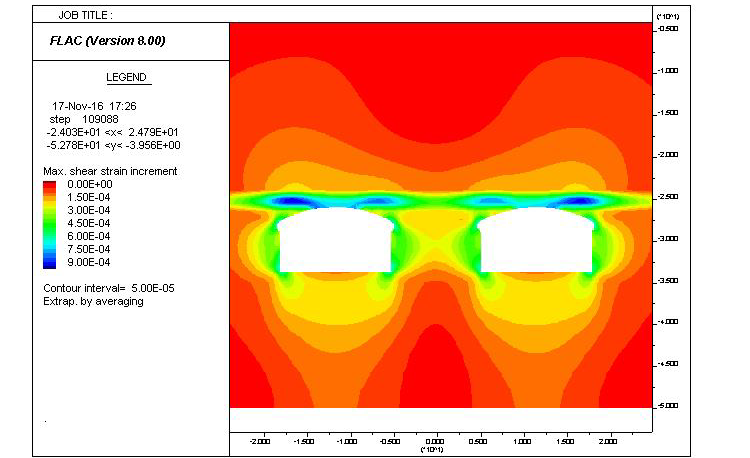 JOB TITLE :
FLAC (Version 8.00)
LEGEND
17-Nov-16 17:26
step 109088
-2.403E+01 <x< 2.479E+01
-5.278E+01 <y< -3.956E+00
Max. shear strain increment
0.00E+00
1.50E-04
3.00E-04
4.50E-04
6.00E-04
7.50E-04
9.00E-04
Contour interval= 5.00E-05
Extrap. by averaging
(*10^1)
-0.500
-1.000
-1.500
-2.000
-2.500
-3.000
-3.500
-4.000
-4.500
-5.000
-2.000 -1.500 -1.000 -0.500 0.000 0.500 1.000 1.500 2.000
(*10^1)